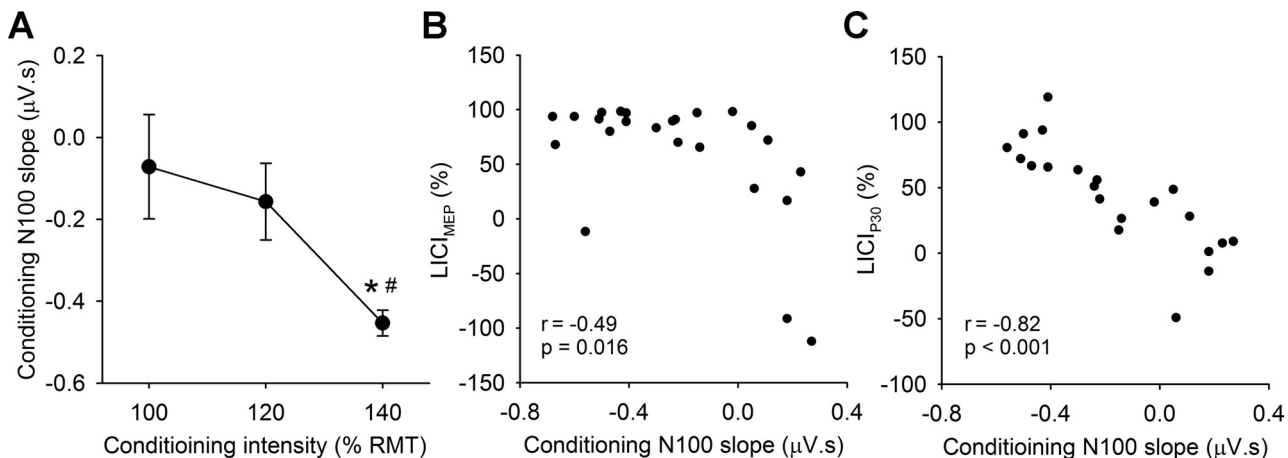 A
Conditioning N100 slope (μV.s)
0.2
0.0
-0.2
-0.4
-0.6
* #
100 120 140
Conditioining intensity (% RMT)
B
LICI_MEP (%)
150
100
50
0
-50
-100
-150
r = -0.49
p = 0.016
-0.8 -0.4 0.0 0.4
Conditioning N100 slope (μV.s)
C
LICI_P30 (%)
150
100
50
0
-50
-100
r = -0.82
p < 0.001
-0.8 -0.4 0.0 0.4
Conditioining N100 slope (μV.s)